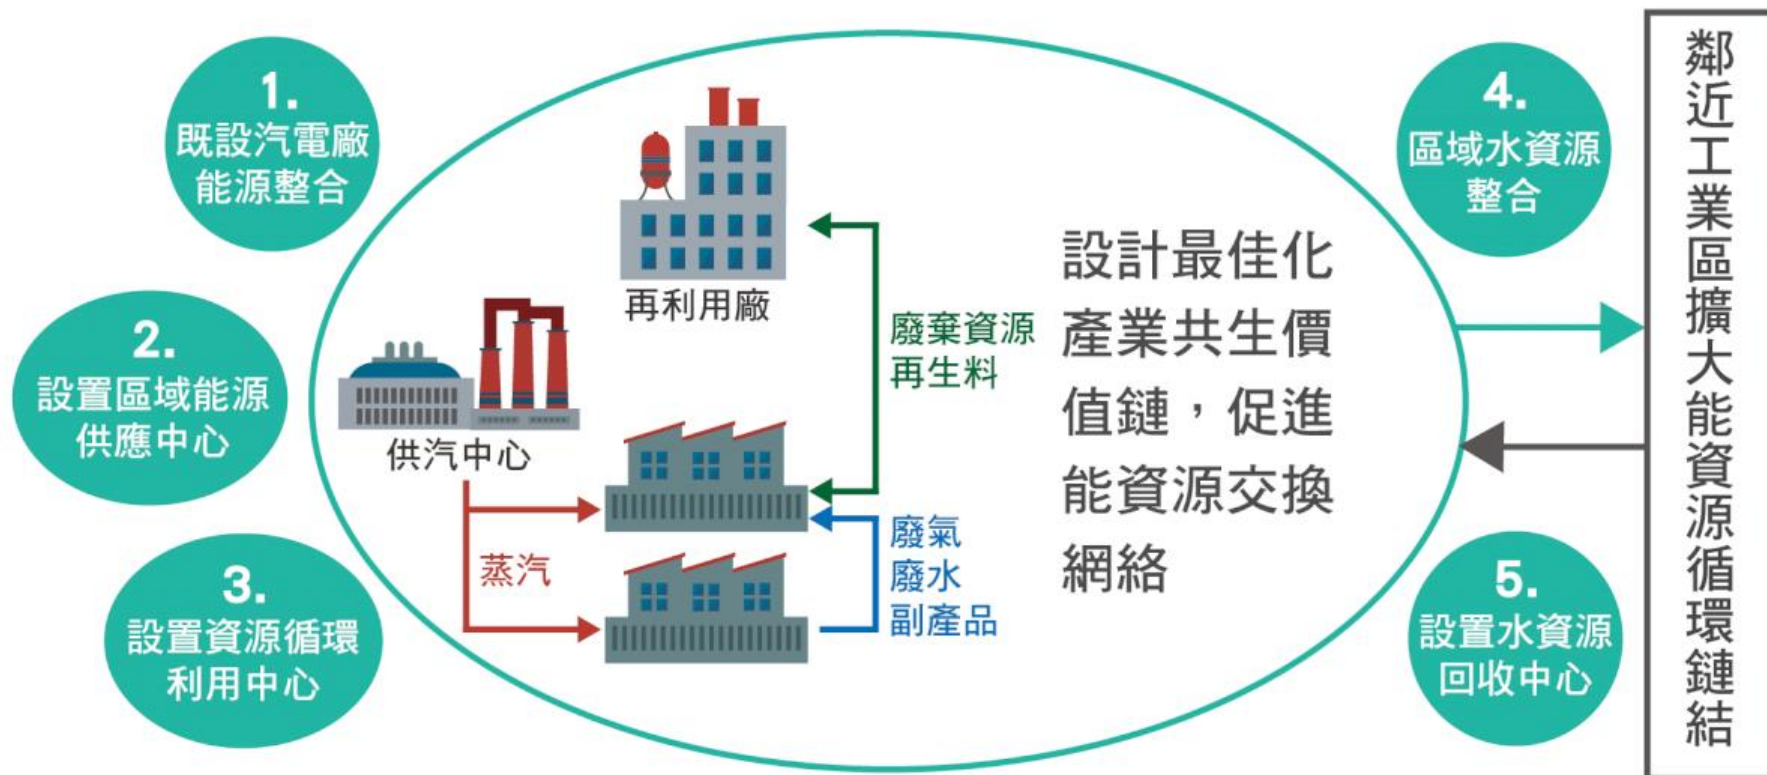 1.
既設汽電廠
能源整合
2.
設置區域能源
供應中心
3.
設置資源循環
利用中心
再利用廠
供汽中心
蒸汽
廢棄資源
再生料
廢氣
廢水
副產品
設計最佳化
產業共生價
值鏈，促進
能資源交換
網絡
4.
區域水資源
整合
5.
設置水資源
回收中心
鄰近工業區擴大能資源循環鏈結